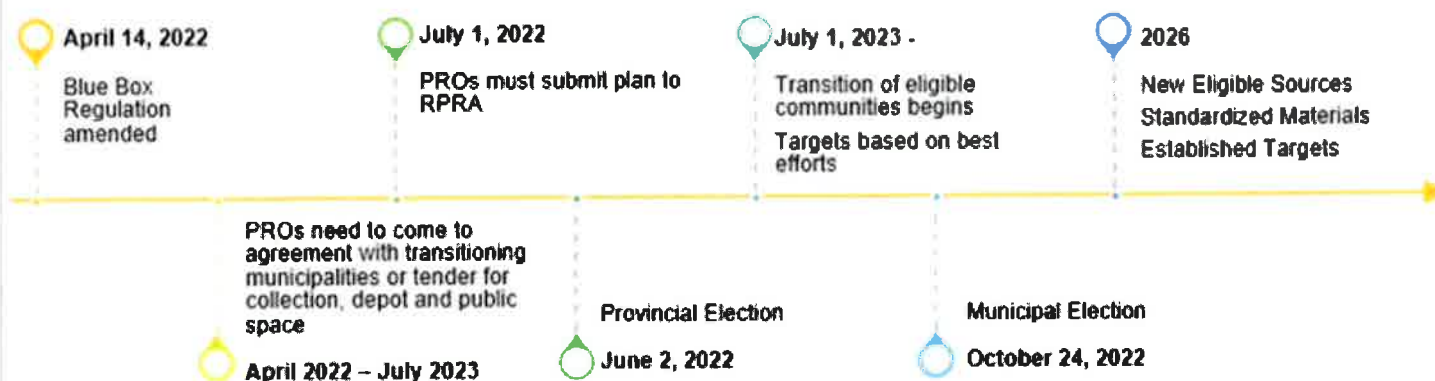 April 14, 2022
Blue Box
Regulation
amended
July 1, 2022
PROs must submit plan to
RPRA
July 1, 2023 -
Transition of eligible
communities begins
Targets based on best
efforts
2026
New Eligible Sources
Standardized Materials
Established Targets
PROs need to come to
agreement with transitioning
municipalities or tender for
collection, depot and public
space
April 2022 – July 2023
Provincial Election
June 2, 2022
Municipal Election
October 24, 2022